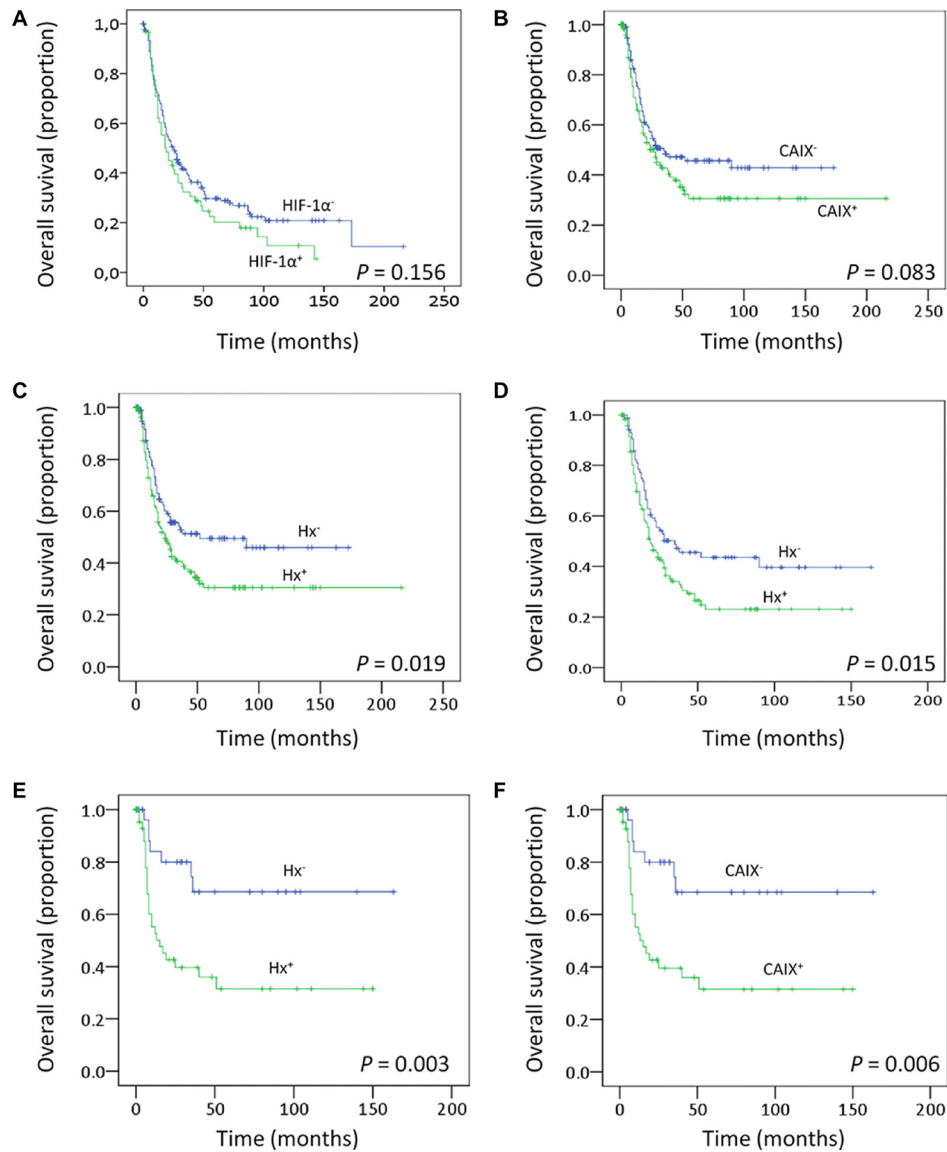 A
Overall suvival (proportion)
1,0
0,8
0,6
0,4
0,2
0,0
HIF-1α⁻
HIF-1α⁺
P = 0.156
0 50 100 150 200 250
Time (months)
B
Overall suvival (proportion)
1.0
0.8
0.6
0.4
0.2
0.0
CAIX⁻
CAIX⁺
P = 0.083
0 50 100 150 200 250
Time (months)
C
Overall suvival (proportion)
1.0
0.8
0.6
0.4
0.2
0.0
Hx⁻
Hx⁺
P = 0.019
0 50 100 150 200 250
Time (months)
D
Overall suvival (proportion)
1.0
0.8
0.6
0.4
0.2
0.0
Hx⁻
Hx⁺
P = 0.015
0 50 100 150 200
Time (months)
E
Overall suvival (proportion)
1.0
0.8
0.6
0.4
0.2
0.0
Hx⁻
Hx⁺
P = 0.003
0 50 100 150 200
Time (months)
F
Overall suvival (proportion)
1.0
0.8
0.6
0.4
0.2
0.0
CAIX⁻
CAIX⁺
P = 0.006
0 50 100 150 200
Time (months)